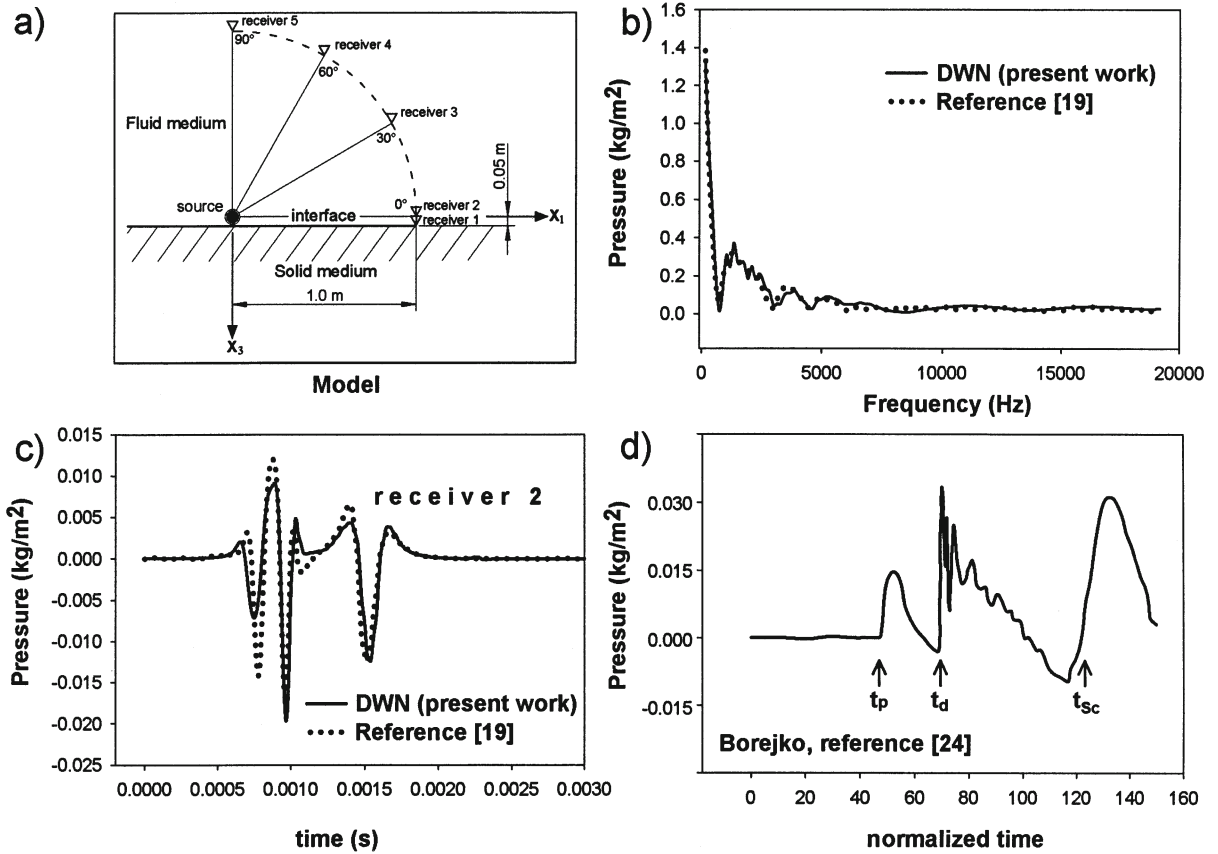 a)
receiver 5
90°
receiver 4
60°
receiver 3
30°
Fluid medium
0.05 m
source
0°
receiver 2
interface
receiver 1
X1
Solid medium
1.0 m
X3
Model
b)
Pressure (kg/m2)
1.6
1.4
1.2
1.0
0.8
0.6
0.4
0.2
0.0
DWN (present work)
Reference [19]
0
5000
10000
15000
20000
Frequency (Hz)
c)
Pressure (kg/m2)
0.015
0.010
0.005
0.000
-0.005
-0.010
-0.015
-0.020
-0.025
receiver 2
DWN (present work)
Reference [19]
0.0000
0.0005
0.0010
0.0015
0.0020
0.0025
0.0030
time (s)
d)
Pressure (kg/m2)
0.030
0.015
0.000
-0.015
tp
td
tSc
Borejko, reference [24]
0
20
40
60
80
100
120
140
160
normalized time